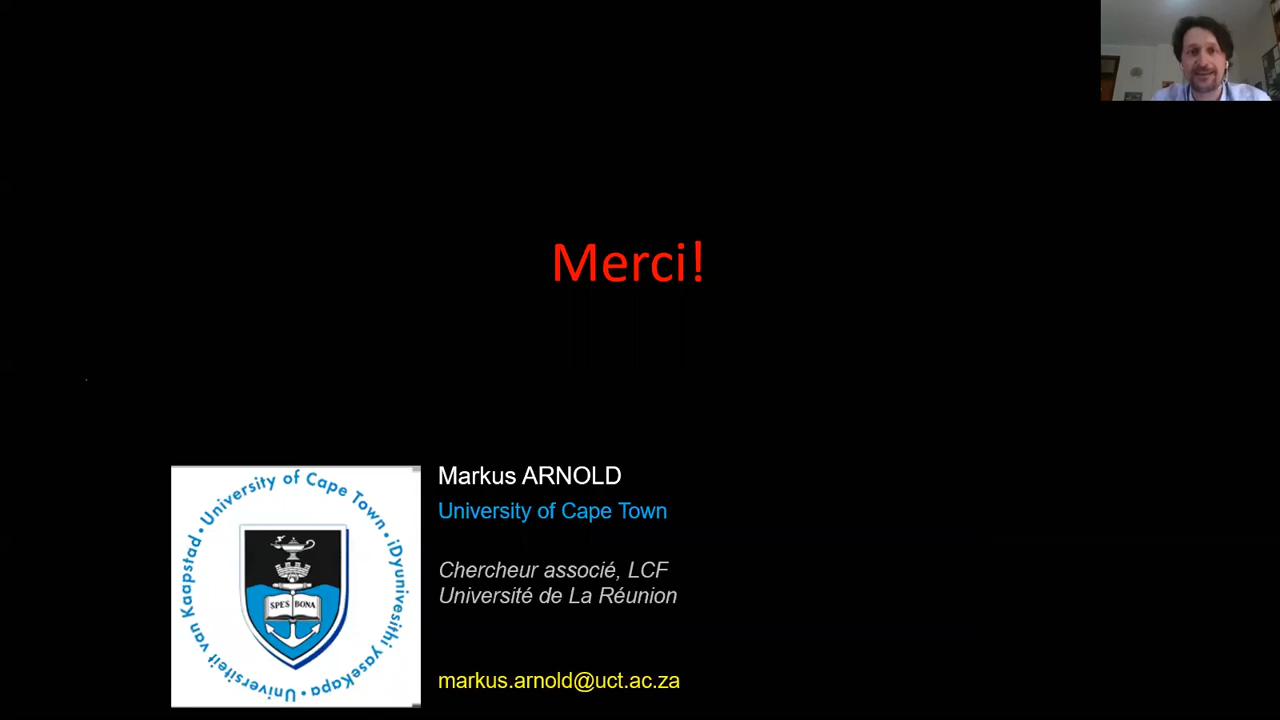 Merci!
Markus ARNOLD
University of Cape Town
Chercheur associé, LCF
Université de La Réunion
markus.arnold@uct.ac.za
University of Cape Town • iDyunivesithi yaseKapa • Universiteit van Kaapstad •
SPES BONA